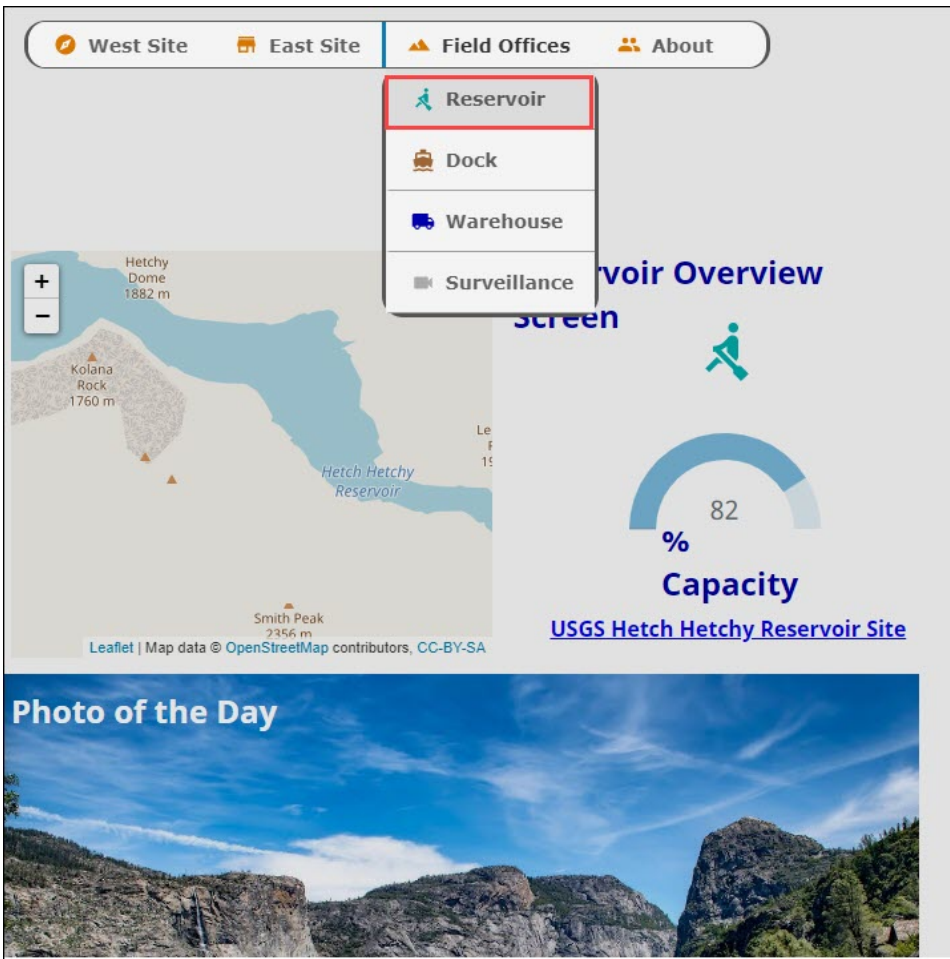 West Site East Site Field Offices About
Reservoir
Dock
Warehouse
Surveillance
+
−
Hetchy
Dome
1882 m
Kolana
Rock
1760 m
Hetch Hetchy
Reservoir
Smith Peak
2356 m
Leaflet | Map data © OpenStreetMap contributors, CC-BY-SA
voir Overview
Screen
82
%
Capacity
USGS Hetch Hetchy Reservoir Site
Photo of the Day